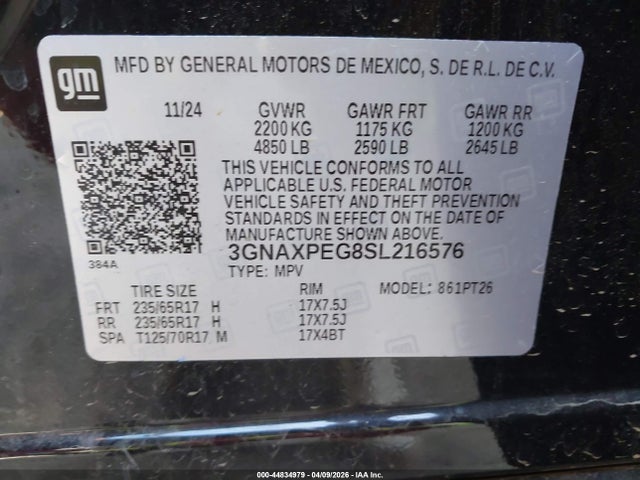 gm MFD BY GENERAL MOTORS DE MEXICO, S. DE R.L. DE C.V.
11/24 GVWR GAWR FRT GAWR RR
2200 KG 1175 KG 1200 KG
4850 LB 2590 LB 2645 LB
THIS VEHICLE CONFORMS TO ALL
APPLICABLE U.S. FEDERAL MOTOR
VEHICLE SAFETY AND THEFT PREVENTION
STANDARDS IN EFFECT ON THE DATE OF
MANUFACTURE SHOWN ABOVE.
384A 3GNAXPEG8SL216576
TYPE: MPV
TIRE SIZE RIM MODEL: 861PT26
FRT 235/65R17 H 17X7.5J
RR 235/65R17 H 17X7.5J
SPA T125/70R17 M 17X4BT
000-44834979 | 04/09/2026 | IAA Inc.